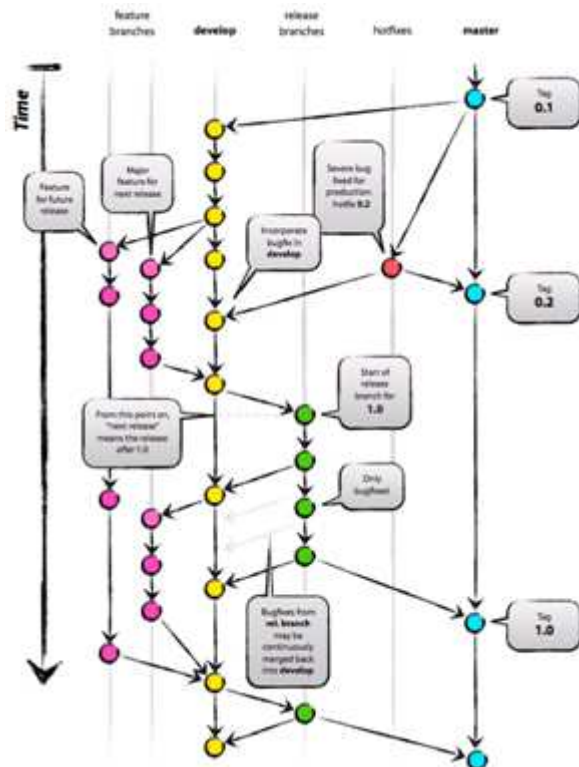 feature
branches
develop
release
branches
hotfixes
master
Time
Tag
0.1
Major
feature for
next release
Feature
for future
release
Severe bug
fixed for
production:
hotfix 0.2
Incorporate
bugfix in
develop
Tag
0.2
Start of
release
branch for
1.0
From this point on,
"next release"
means the release
after 1.0
Only
bugfixes!
Bugfixes from
rel. branch
may be
continuously
merged back
into develop
Tag
1.0